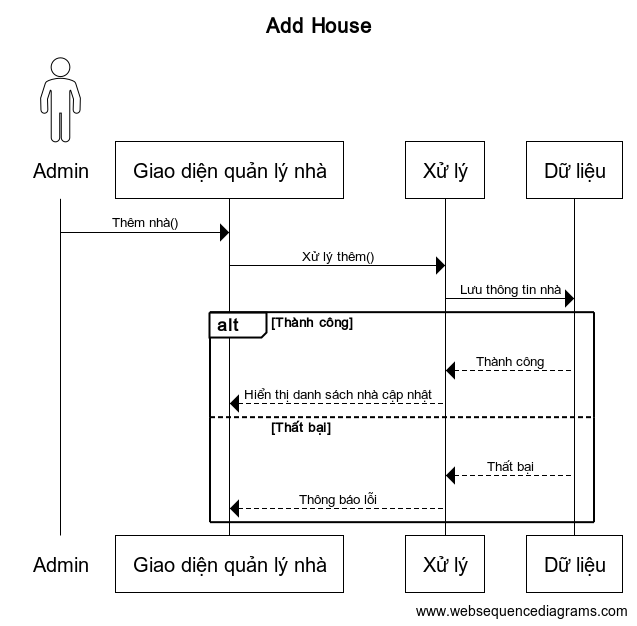 Add House
Admin
Giao diện quản lý nhà
Xử lý
Dữ liệu
Thêm nhà()
Xử lý thêm()
Lưu thông tin nhà
alt
[Thành công]
Thành công
Hiển thị danh sách nhà cập nhật
[Thất bại]
Thất bại
Thông báo lỗi
Admin
Giao diện quản lý nhà
Xử lý
Dữ liệu
www.websequencediagrams.com